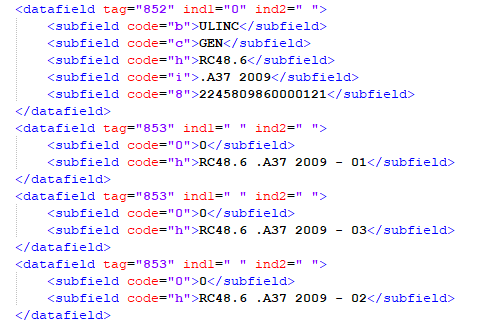 <datafield tag="852" ind1="0" ind2=" ">
<subfield code="b">ULINC</subfield>
<subfield code="c">GEN</subfield>
<subfield code="h">RC48.6</subfield>
<subfield code="i">.A37 2009</subfield>
<subfield code="8">2245809860000121</subfield>
</datafield>
<datafield tag="853" ind1=" " ind2=" ">
<subfield code="0">0</subfield>
<subfield code="h">RC48.6 .A37 2009 - 01</subfield>
</datafield>
<datafield tag="853" ind1=" " ind2=" ">
<subfield code="0">0</subfield>
<subfield code="h">RC48.6 .A37 2009 - 03</subfield>
</datafield>
<datafield tag="853" ind1=" " ind2=" ">
<subfield code="0">0</subfield>
<subfield code="h">RC48.6 .A37 2009 - 02</subfield>
</datafield>